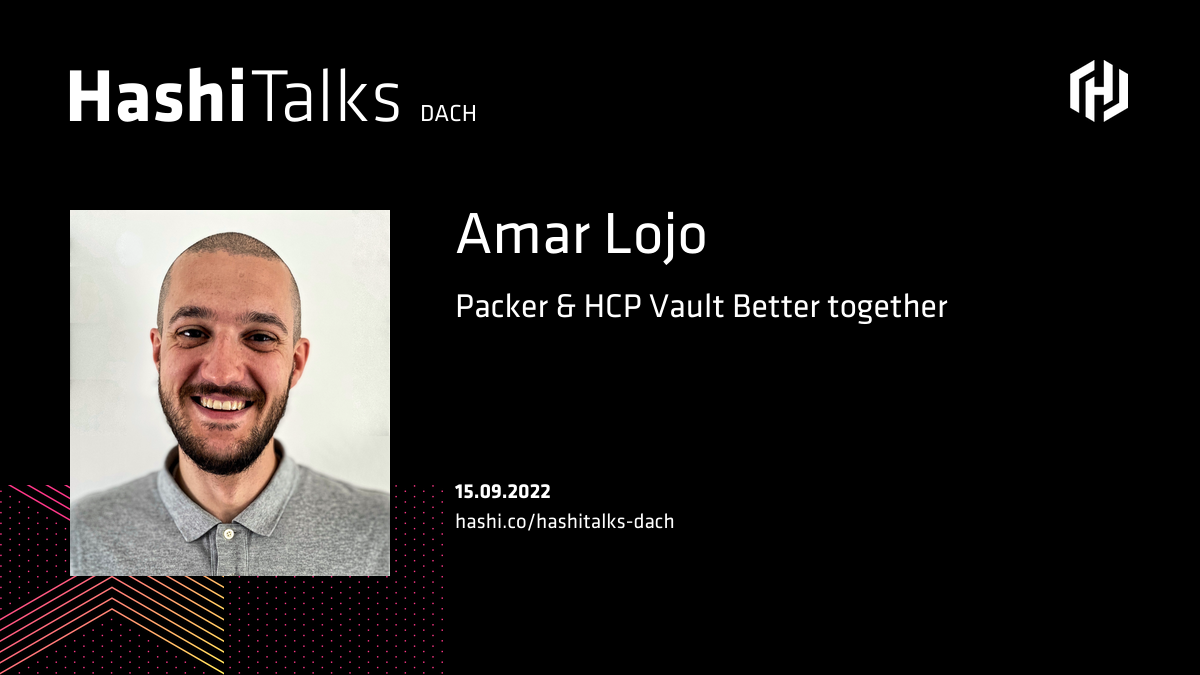 HashiTalks DACH
Amar Lojo
Packer & HCP Vault Better together
15.09.2022
hashi.co/hashitalks-dach